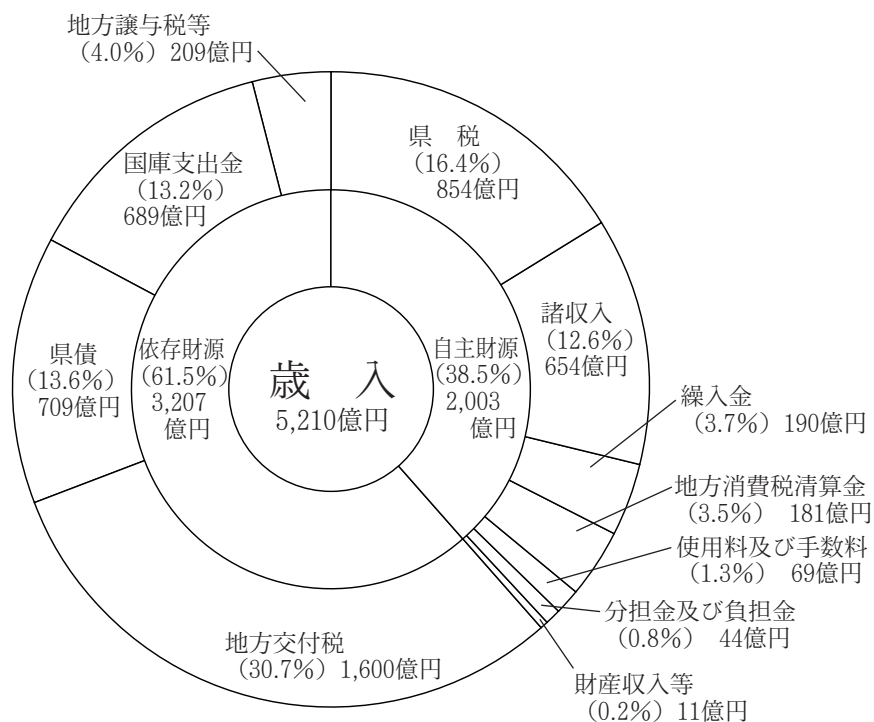 地方譲与税等
(4.0%) 209億円
県 税
(16.4%)
854億円
国庫支出金
(13.2%)
689億円
諸収入
(12.6%)
654億円
県債
(13.6%)
709億円
依存財源
(61.5%)
3,207
億円
歳 入
5,210億円
自主財源
(38.5%)
2,003
億円
繰入金
(3.7%) 190億円
地方消費税清算金
(3.5%) 181億円
使用料及び手数料
(1.3%) 69億円
分担金及び負担金
(0.8%) 44億円
財産収入等
(0.2%) 11億円
地方交付税
(30.7%) 1,600億円